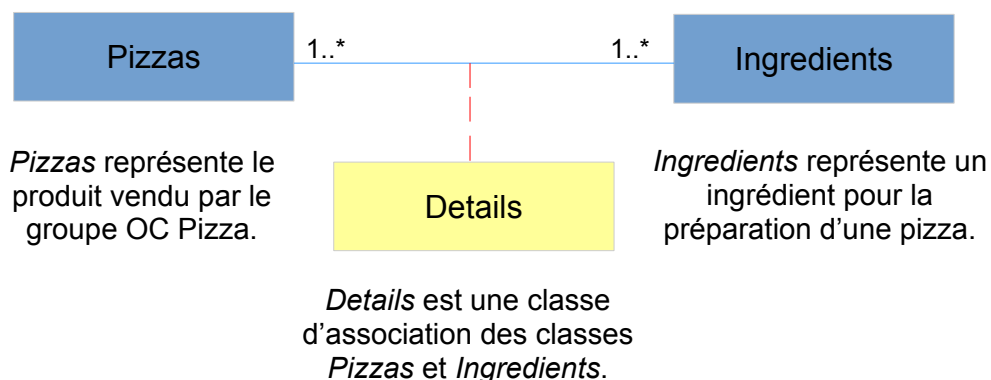 Pizzas
1..*
1..*
Ingredients
Pizzas représente le
produit vendu par le
groupe OC Pizza.
Details
Ingredients représente un
ingrédient pour la
préparation d’une pizza.
Details est une classe
d’association des classes
Pizzas et Ingredients.